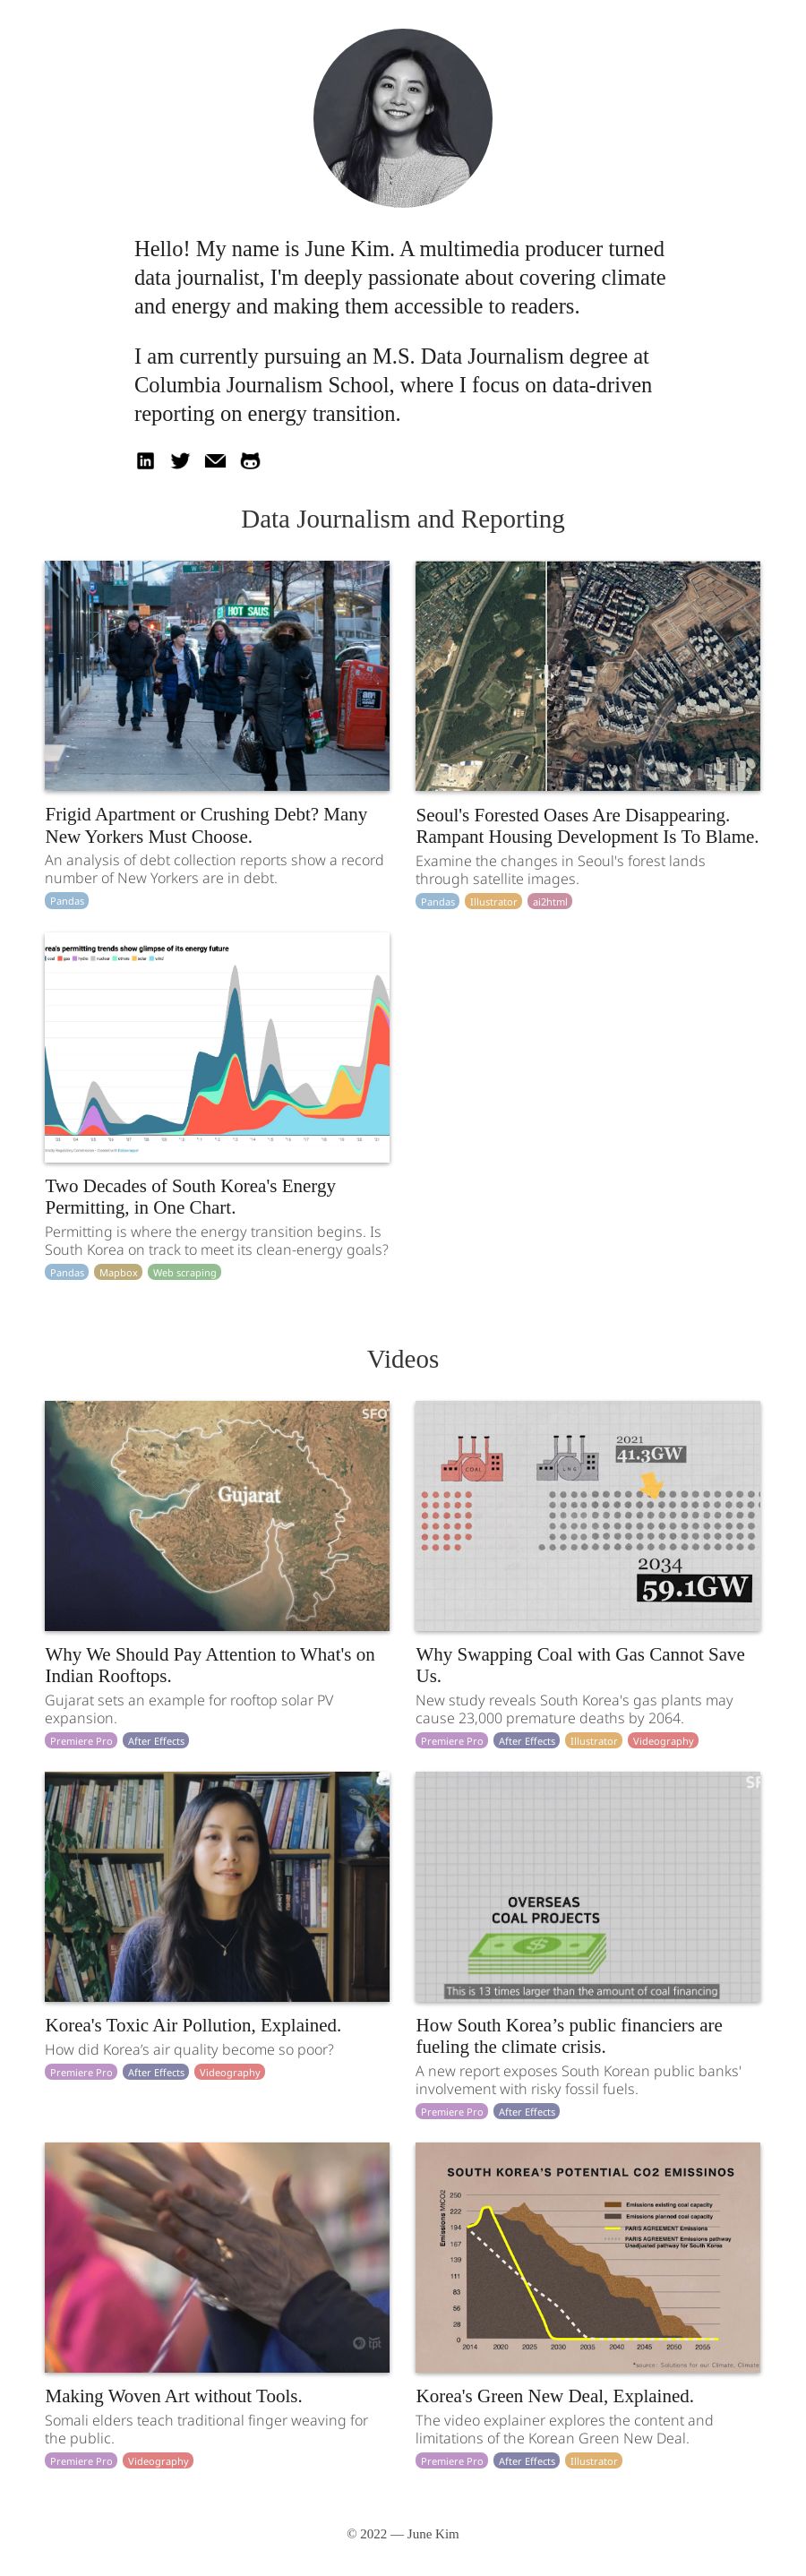 Hello! My name is June Kim. A multimedia producer turned
data journalist, I'm deeply passionate about covering climate
and energy and making them accessible to readers.
I am currently pursuing an M.S. Data Journalism degree at
Columbia Journalism School, where I focus on data-driven
reporting on energy transition.
Data Journalism and Reporting
HOT SAUS
Frigid Apartment or Crushing Debt? Many
New Yorkers Must Choose.
An analysis of debt collection reports show a record
number of New Yorkers are in debt.
Pandas
Seoul's Forested Oases Are Disappearing.
Rampant Housing Development Is To Blame.
Examine the changes in Seoul's forest lands
through satellite images.
Pandas Illustrator ai2html
rea's permitting trends show glimpse of its energy future
Two Decades of South Korea's Energy
Permitting, in One Chart.
Permitting is where the energy transition begins. Is
South Korea on track to meet its clean-energy goals?
Pandas Mapbox Web scraping
Videos
SFO
Gujarat
Why We Should Pay Attention to What's on
Indian Rooftops.
Gujarat sets an example for rooftop solar PV
expansion.
Premiere Pro After Effects
COAL
LNG
2021
41.3GW
2034
59.1GW
Why Swapping Coal with Gas Cannot Save
Us.
New study reveals South Korea's gas plants may
cause 23,000 premature deaths by 2064.
Premiere Pro After Effects Illustrator Videography
Korea's Toxic Air Pollution, Explained.
How did Korea's air quality become so poor?
Premiere Pro After Effects Videography
OVERSEAS
COAL PROJECTS
This is 13 times larger than the amount of coal financing
How South Korea’s public financiers are
fueling the climate crisis.
A new report exposes South Korean public banks'
involvement with risky fossil fuels.
Premiere Pro After Effects
Making Woven Art without Tools.
Somali elders teach traditional finger weaving for
the public.
Premiere Pro Videography
SOUTH KOREA'S POTENTIAL CO2 EMISSINOS
Emissions MtCO2
250
222
194
167
139
111
83
56
28
0
2014 2020 2025 2030 2035 2040 2045 2050 2055
Emissions existing coal capacity
Emissions planned coal capacity
PARIS AGREEMENT Emissions
PARIS AGREEMENT Emissions pathway
Unadjusted pathway for South Korea
*source: Solutions for our Climate, Climate
Korea's Green New Deal, Explained.
The video explainer explores the content and
limitations of the Korean Green New Deal.
Premiere Pro After Effects Illustrator
© 2022 — June Kim